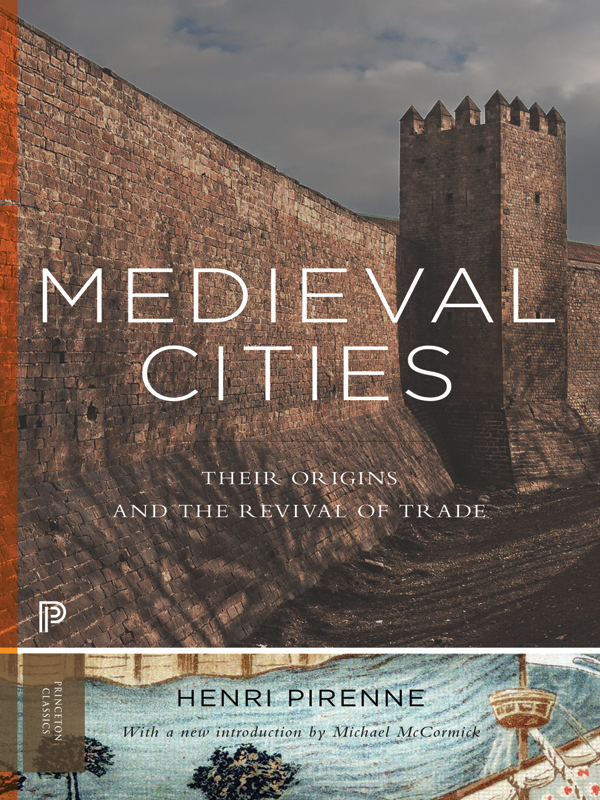 MEDIEVAL
CITIES
THEIR ORIGINS
AND THE REVIVAL OF TRADE
P
PRINCETON
CLASSICS
HENRI PIRENNE
With a new introduction by Michael McCormick